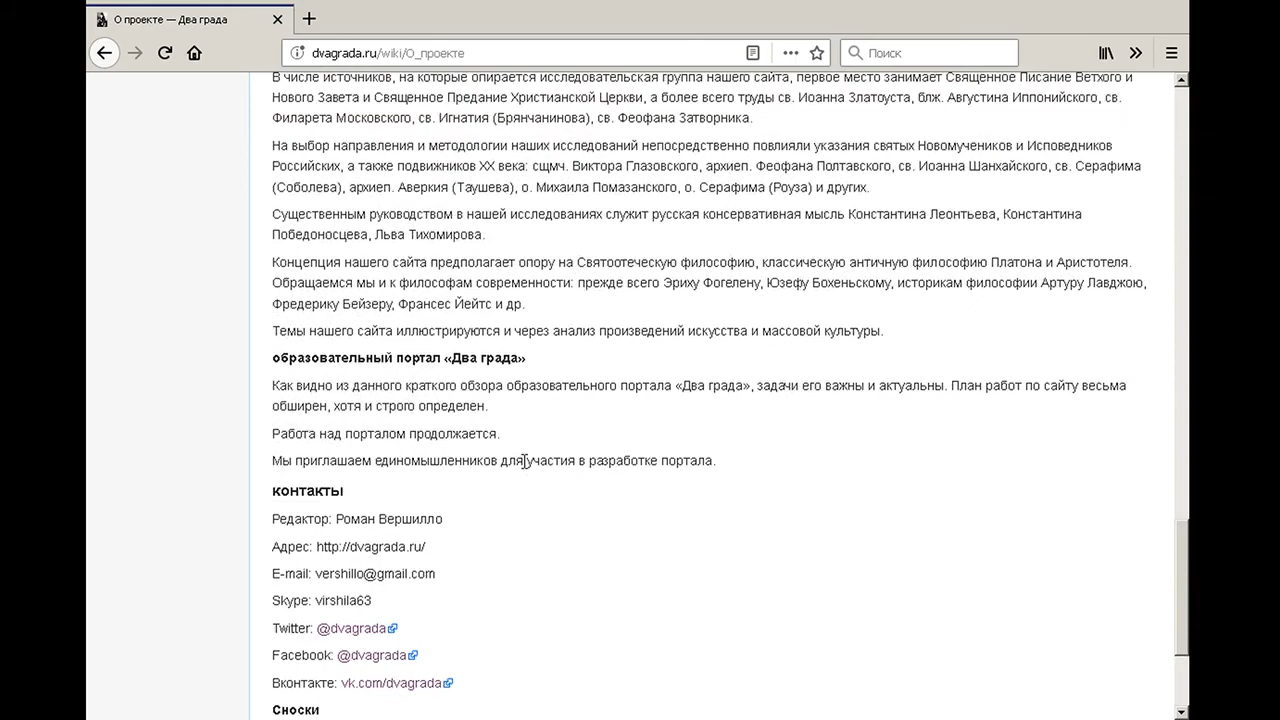 О проекте — Два града
dvagrada.ru/wiki/О_проекте
Поиск
В числе источников, на которые опирается исследовательская группа нашего сайта, первое место занимает Священное Писание Ветхого и
Нового Завета и Священное Предание Христианской Церкви, а более всего труды св. Иоанна Златоуста, блж. Августина Иппонийского, св.
Филарета Московского, св. Игнатия (Брянчанинова), св. Феофана Затворника.
На выбор направления и методологии наших исследований непосредственно повлияли указания святых Новомучеников и Исповедников
Российских, а также подвижников XX века: сщмч. Виктора Глазовского, архиеп. Феофана Полтавского, св. Иоанна Шанхайского, св. Серафима
(Соболева), архиеп. Аверкия (Таушева), о. Михаила Помазанского, о. Серафима (Роуза) и других.
Существенным руководством в нашей исследованиях служит русская консервативная мысль Константина Леонтьева, Константина
Победоносцева, Льва Тихомирова.
Концепция нашего сайта предполагает опору на Святоотеческую философию, классическую античную философию Платона и Аристотеля.
Обращаемся мы и к философам современности: прежде всего Эриху Фогелену, Юзефу Бохеньскому, историкам философии Артуру Лавджою,
Фредерику Бейзеру, Франсес Йейтс и др.
Темы нашего сайта иллюстрируются и через анализ произведений искусства и массовой культуры.
образовательный портал «Два града»
Как видно из данного краткого обзора образовательного портала «Два града», задачи его важны и актуальны. План работ по сайту весьма
обширен, хотя и строго определен.
Работа над порталом продолжается.
Мы приглашаем единомышленников для участия в разработке портала.
контакты
Редактор: Роман Вершилло
Адрес: http://dvagrada.ru/
E-mail: vershillo@gmail.com
Skype: virshila63
Twitter: @dvagrada
Facebook: @dvagrada
Вконтакте: vk.com/dvagrada
Сноски